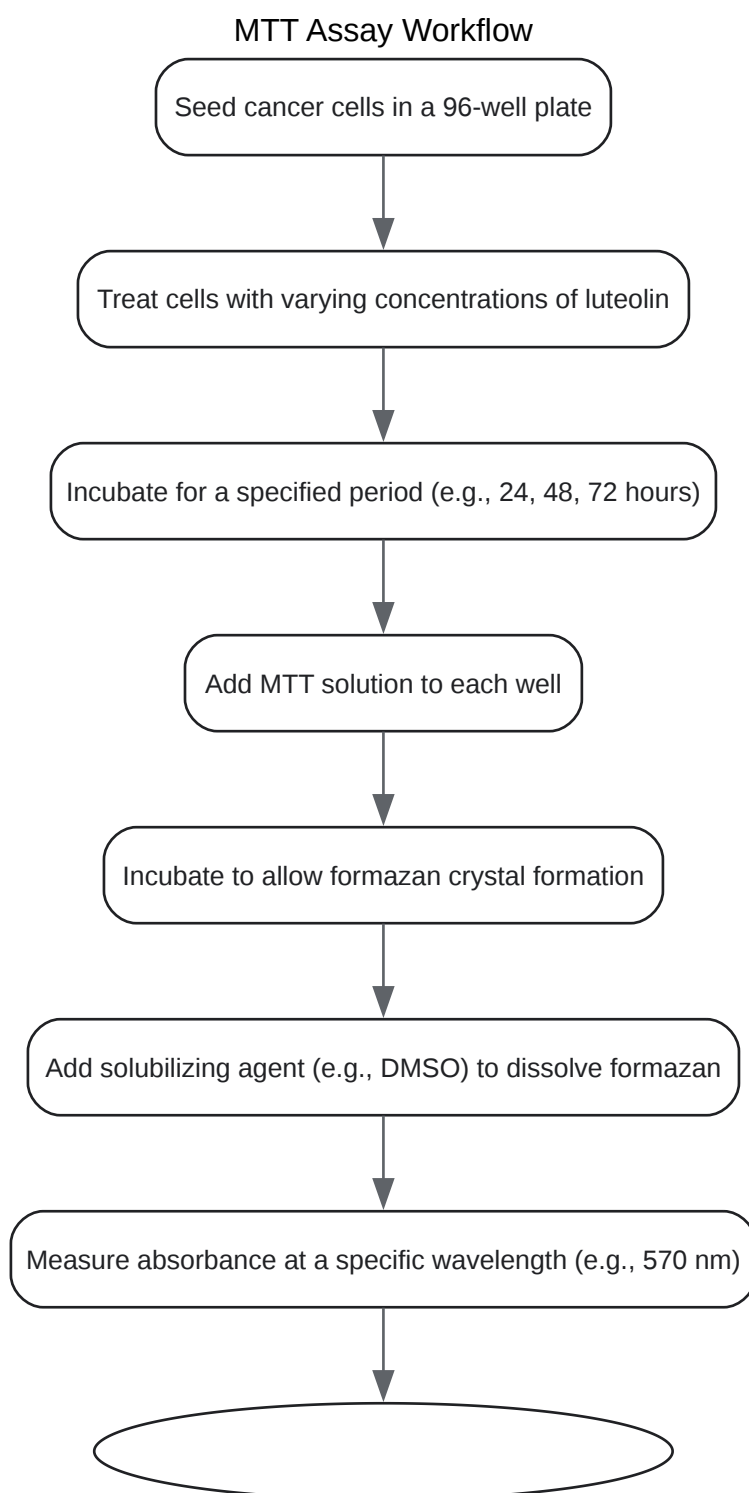 MTT Assay Workflow
Seed cancer cells in a 96-well plate
Treat cells with varying concentrations of luteolin
Incubate for a specified period (e.g., 24, 48, 72 hours)
Add MTT solution to each well
Incubate to allow formazan crystal formation
Add solubilizing agent (e.g., DMSO) to dissolve formazan
Measure absorbance at a specific wavelength (e.g., 570 nm)